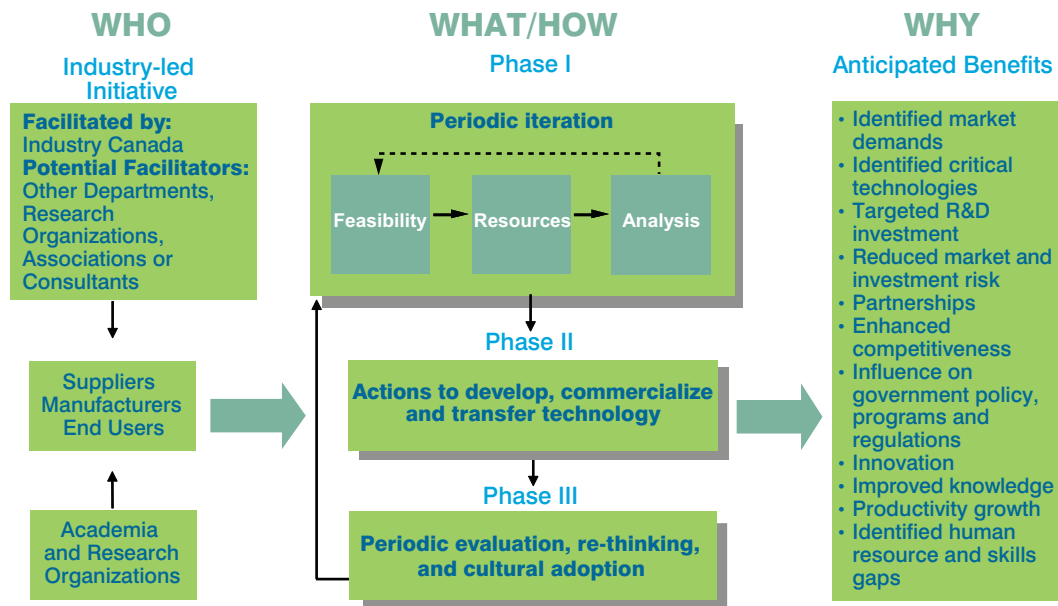 WHO
Industry-led
Initiative
Facilitated by:
Industry Canada
Potential Facilitators:
Other Departments,
Research
Organizations,
Associations or
Consultants
Suppliers
Manufacturers
End Users
Academia
and Research
Organizations
WHAT/HOW
Phase I
Periodic iteration
Feasibility
Resources
Analysis
Phase II
Actions to develop, commercialize
and transfer technology
Phase III
Periodic evaluation, re-thinking,
and cultural adoption
WHY
Anticipated Benefits
• Identified market
demands
• Identified critical
technologies
• Targeted R&D
investment
• Reduced market and
investment risk
• Partnerships
• Enhanced
competitiveness
• Influence on
government policy,
programs and
regulations
• Innovation
• Improved knowledge
• Productivity growth
• Identified human
resource and skills
gaps